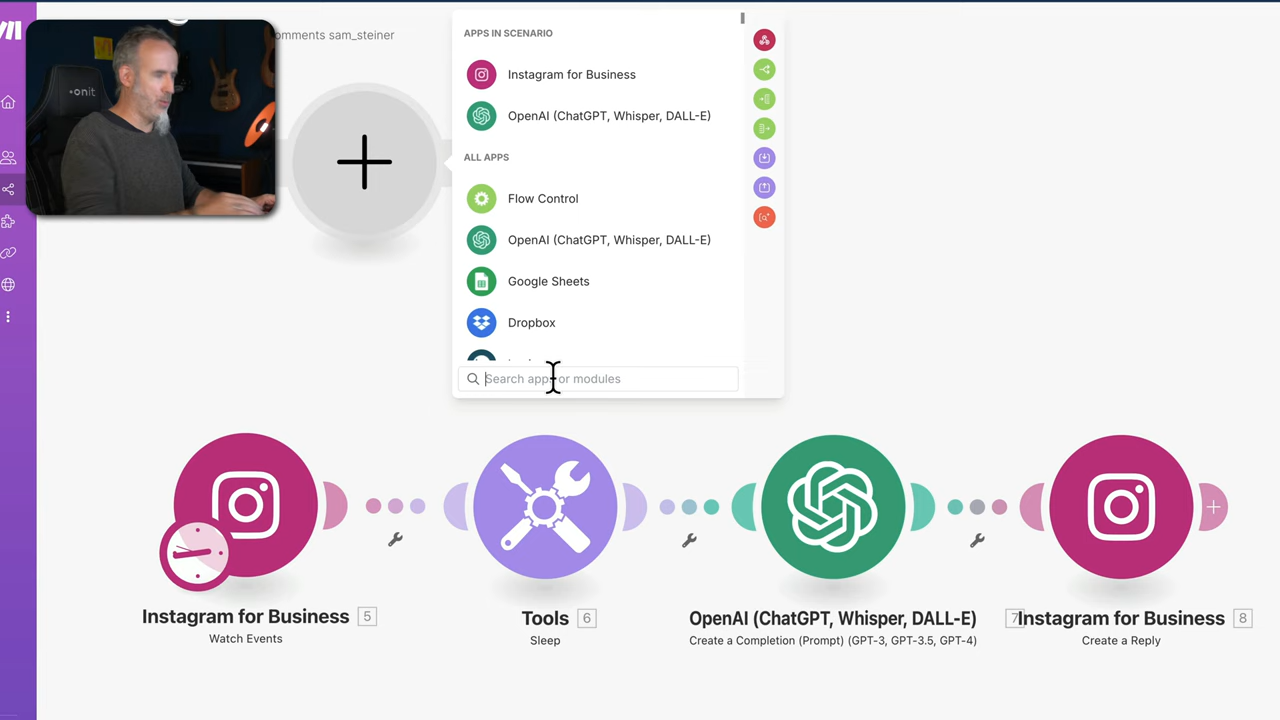 omments sam_steiner
APPS IN SCENARIO
Instagram for Business
OpenAI (ChatGPT, Whisper, DALL-E)
ALL APPS
Flow Control
OpenAI (ChatGPT, Whisper, DALL-E)
Google Sheets
Dropbox
Search apps or modules
Instagram for Business 5
Watch Events
Tools 6
Sleep
OpenAI (ChatGPT, Whisper, DALL-E) 7
Create a Completion (Prompt) (GPT-3, GPT-3.5, GPT-4)
Instagram for Business 8
Create a Reply
onit